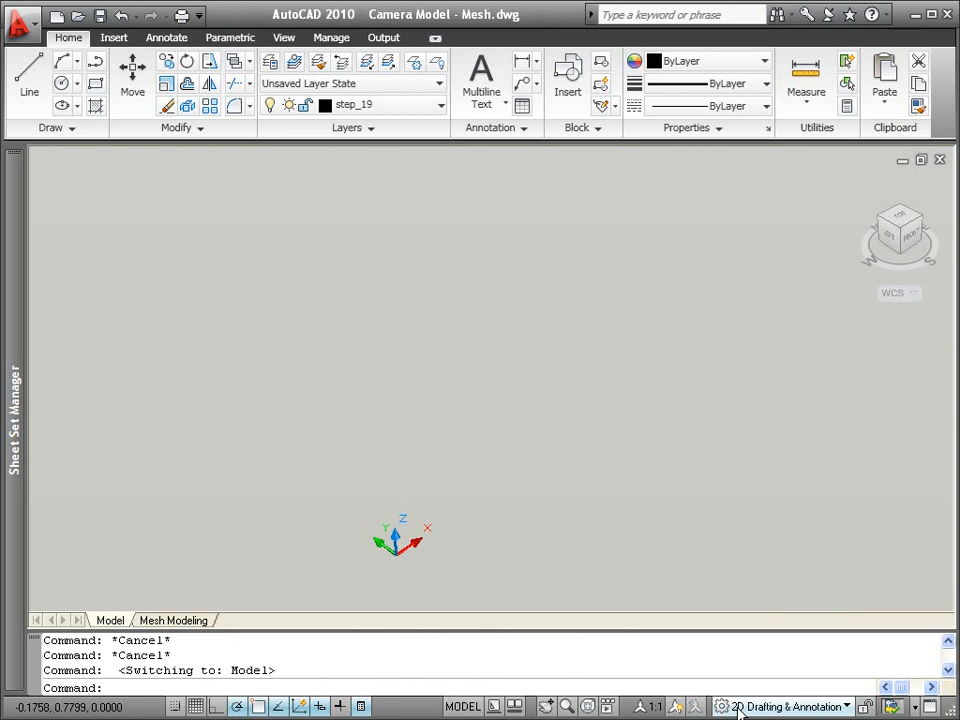 AutoCAD 2010 Camera Model - Mesh.dwg
Type a keyword or phrase
Home Insert Annotate Parametric View Manage Output
Line
Move
Unsaved Layer State
step_19
Multiline
Text
Insert
ByLayer
ByLayer
ByLayer
Measure
Paste
Draw Modify Layers Annotation Block Properties Utilities Clipboard
TOP
LEFT FRONT
W S
WCS
Sheet Set Manager
Z
Y X
Model Mesh Modeling
Command: *Cancel*
Command: *Cancel*
Command: <Switching to: Model>
Command:
-0.1758, 0.7799, 0.0000 MODEL 1:1 2D Drafting & Annotation